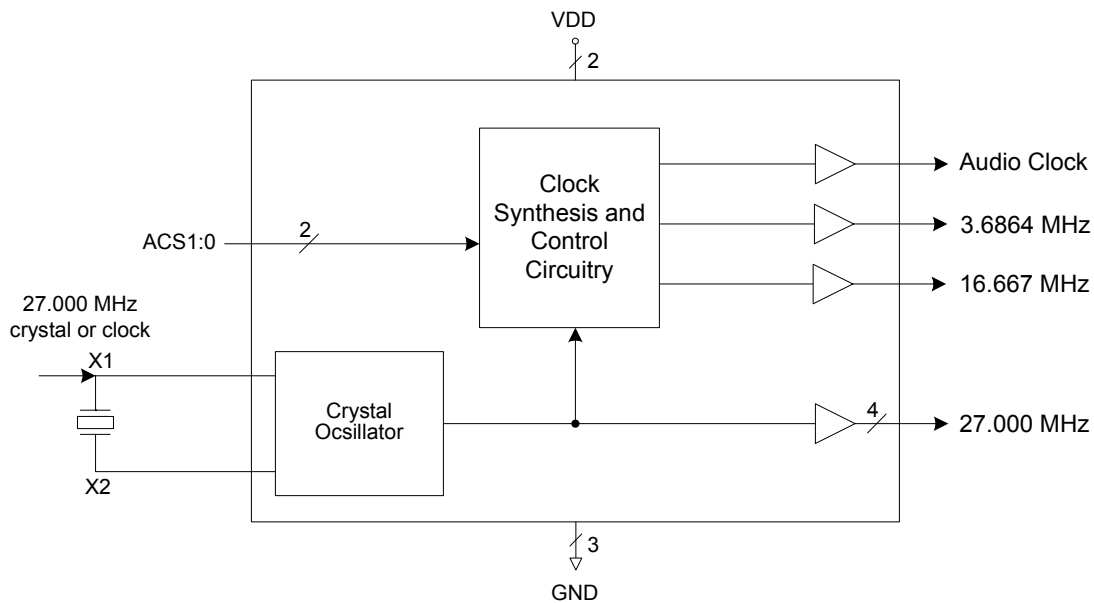 VDD
2
Clock
Synthesis and
Control
Circuitry
Audio Clock
3.6864 MHz
16.667 MHz
ACS1:0
2
27.000 MHz
crystal or clock
X1
X2
Crystal
Ocsillator
4
27.000 MHz
3
GND